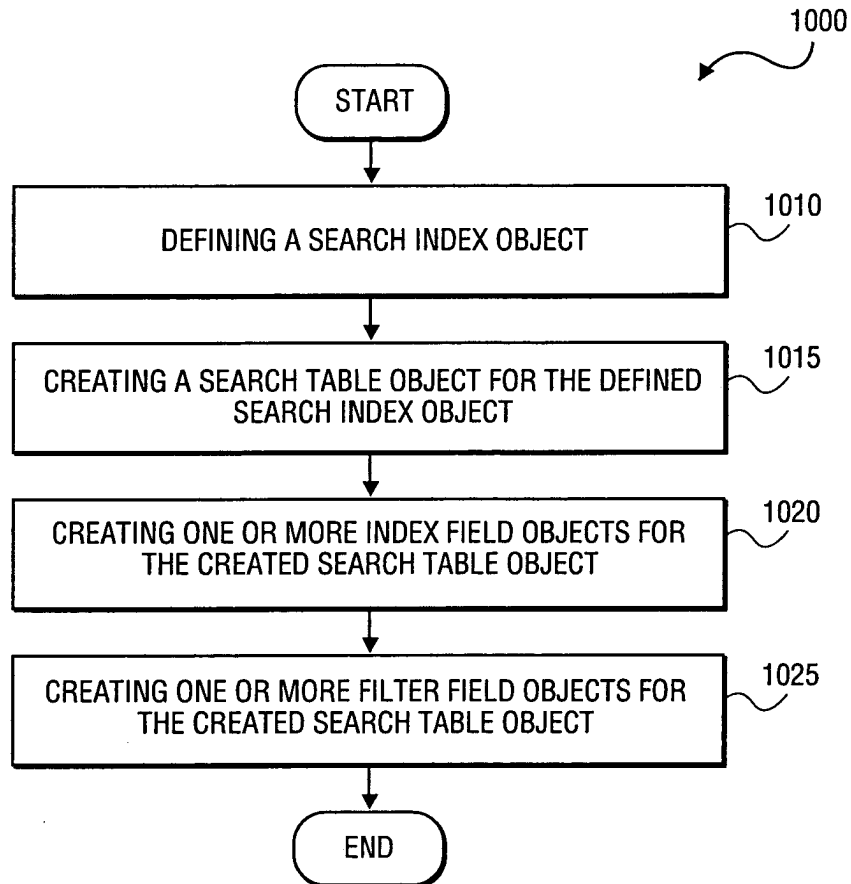 1000
START
DEFINING A SEARCH INDEX OBJECT
1010
CREATING A SEARCH TABLE OBJECT FOR THE DEFINED
SEARCH INDEX OBJECT
1015
CREATING ONE OR MORE INDEX FIELD OBJECTS FOR
THE CREATED SEARCH TABLE OBJECT
1020
CREATING ONE OR MORE FILTER FIELD OBJECTS FOR
THE CREATED SEARCH TABLE OBJECT
1025
END